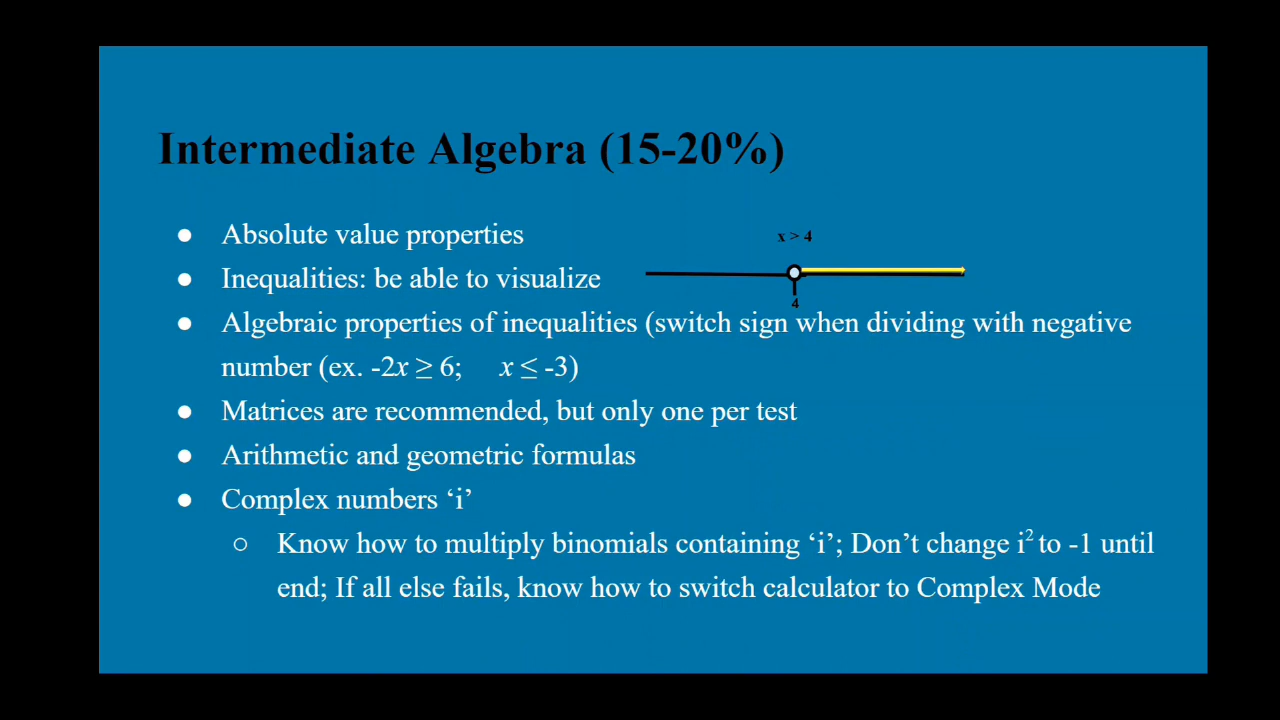 Intermediate Algebra (15-20%)
● Absolute value properties
x > 4
● Inequalities: be able to visualize
4
● Algebraic properties of inequalities (switch sign when dividing with negative
number (ex. -2x ≥ 6; x ≤ -3)
● Matrices are recommended, but only one per test
● Arithmetic and geometric formulas
● Complex numbers ‘i’
○ Know how to multiply binomials containing ‘i’; Don’t change i² to -1 until
end; If all else fails, know how to switch calculator to Complex Mode